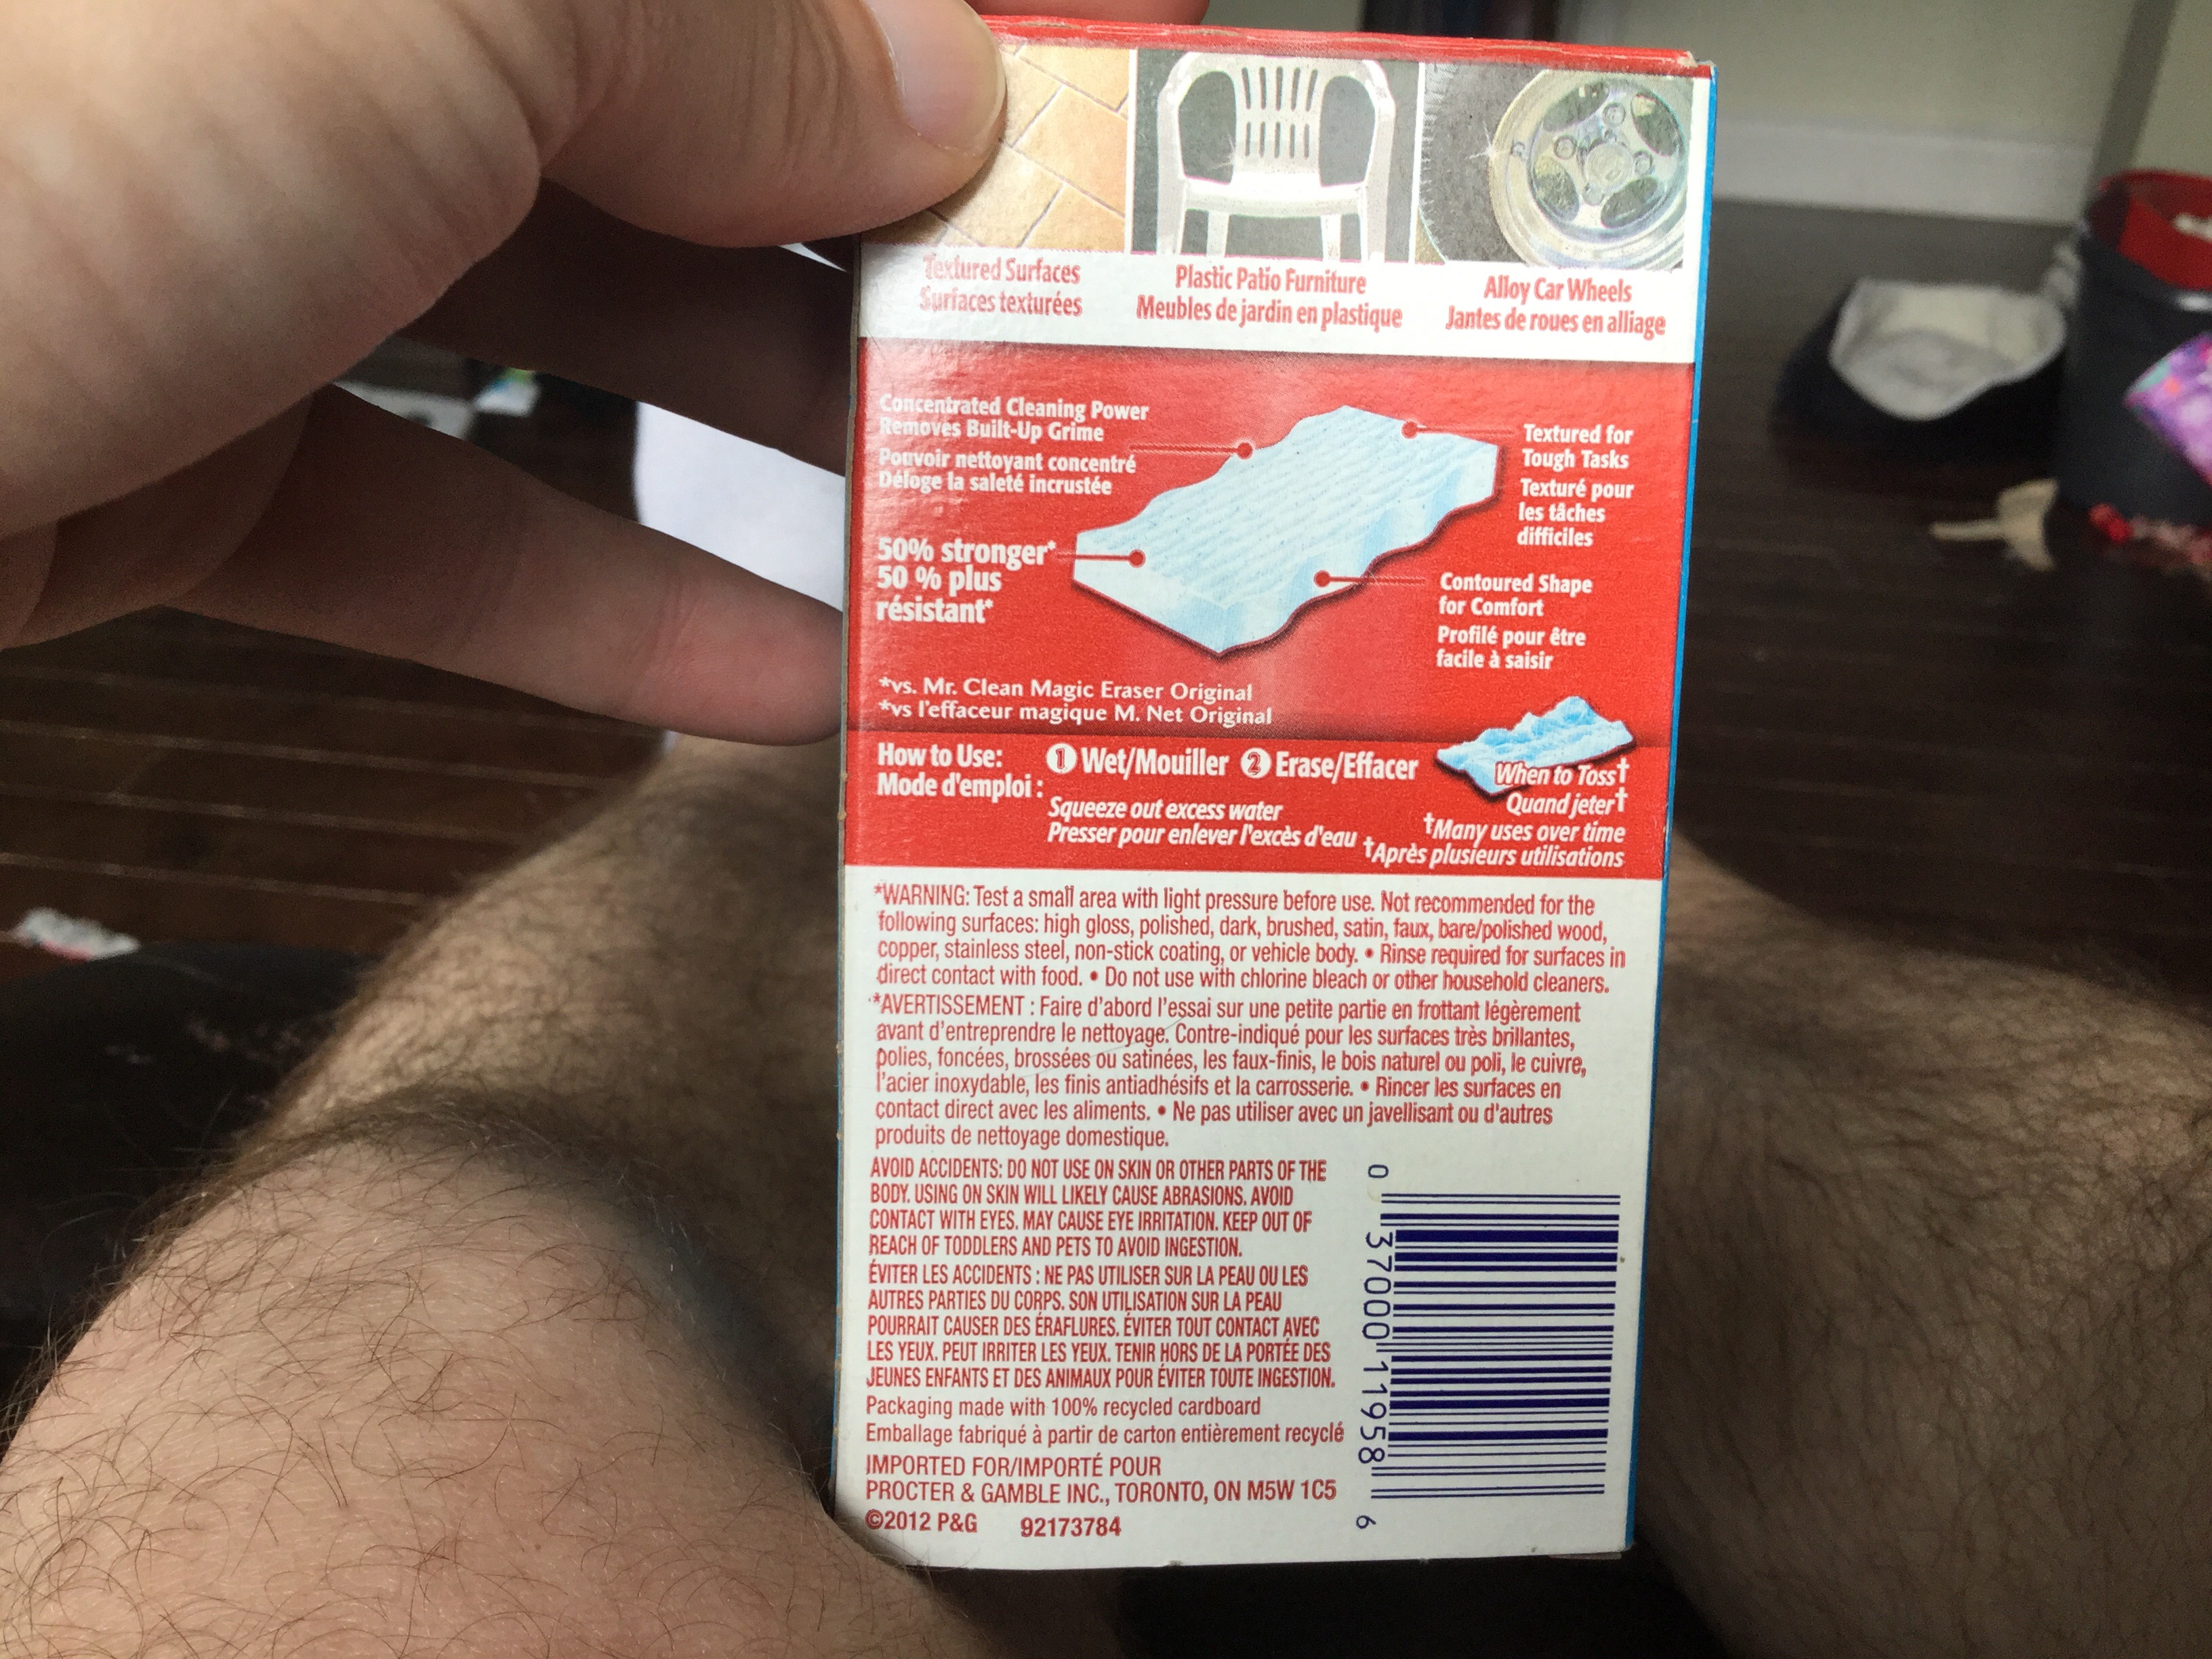 Textured Surfaces
Surfaces texturées
Plastic Patio Furniture
Meubles de jardin en plastique
Alloy Car Wheels
Jantes de roues en alliage
Concentrated Cleaning Power
Removes Built-Up Grime
Pouvoir nettoyant concentré
Déloge la saleté incrustée
Textured for
Tough Tasks
Texturé pour
les tâches
difficiles
50% stronger*
50 % plus
résistant*
Contoured Shape
for Comfort
Profilé pour être
facile à saisir
*vs. Mr. Clean Magic Eraser Original
*vs l'effaceur magique M. Net Original
How to Use:
Mode d'emploi :
1 Wet/Mouiller 2 Erase/Effacer
Squeeze out excess water
Presser pour enlever l'excès d'eau
When to Toss†
Quand jeter†
†Many uses over time
†Après plusieurs utilisations
*WARNING: Test a small area with light pressure before use. Not recommended for the
following surfaces: high gloss, polished, dark, brushed, satin, faux, bare/polished wood,
copper, stainless steel, non-stick coating, or vehicle body. • Rinse required for surfaces in
direct contact with food. • Do not use with chlorine bleach or other household cleaners.
*AVERTISSEMENT : Faire d'abord l'essai sur une petite partie en frottant légèrement
avant d'entreprendre le nettoyage. Contre-indiqué pour les surfaces très brillantes,
polies, foncées, brossées ou satinées, les faux-finis, le bois naturel ou poli, le cuivre,
l'acier inoxydable, les finis antiadhésifs et la carrosserie. • Rincer les surfaces en
contact direct avec les aliments. • Ne pas utiliser avec un javellisant ou d'autres
produits de nettoyage domestique.
AVOID ACCIDENTS: DO NOT USE ON SKIN OR OTHER PARTS OF THE
BODY. USING ON SKIN WILL LIKELY CAUSE ABRASIONS. AVOID
CONTACT WITH EYES. MAY CAUSE EYE IRRITATION. KEEP OUT OF
REACH OF TODDLERS AND PETS TO AVOID INGESTION.
ÉVITER LES ACCIDENTS : NE PAS UTILISER SUR LA PEAU OU LES
AUTRES PARTIES DU CORPS. SON UTILISATION SUR LA PEAU
POURRAIT CAUSER DES ÉRAFLURES. ÉVITER TOUT CONTACT AVEC
LES YEUX. PEUT IRRITER LES YEUX. TENIR HORS DE LA PORTÉE DES
JEUNES ENFANTS ET DES ANIMAUX POUR ÉVITER TOUTE INGESTION.
Packaging made with 100% recycled cardboard
Emballage fabriqué à partir de carton entièrement recyclé
IMPORTED FOR/IMPORTÉ POUR
PROCTER & GAMBLE INC., TORONTO, ON M5W 1C5
©2012 P&G 92173784
0 37000 11958 6